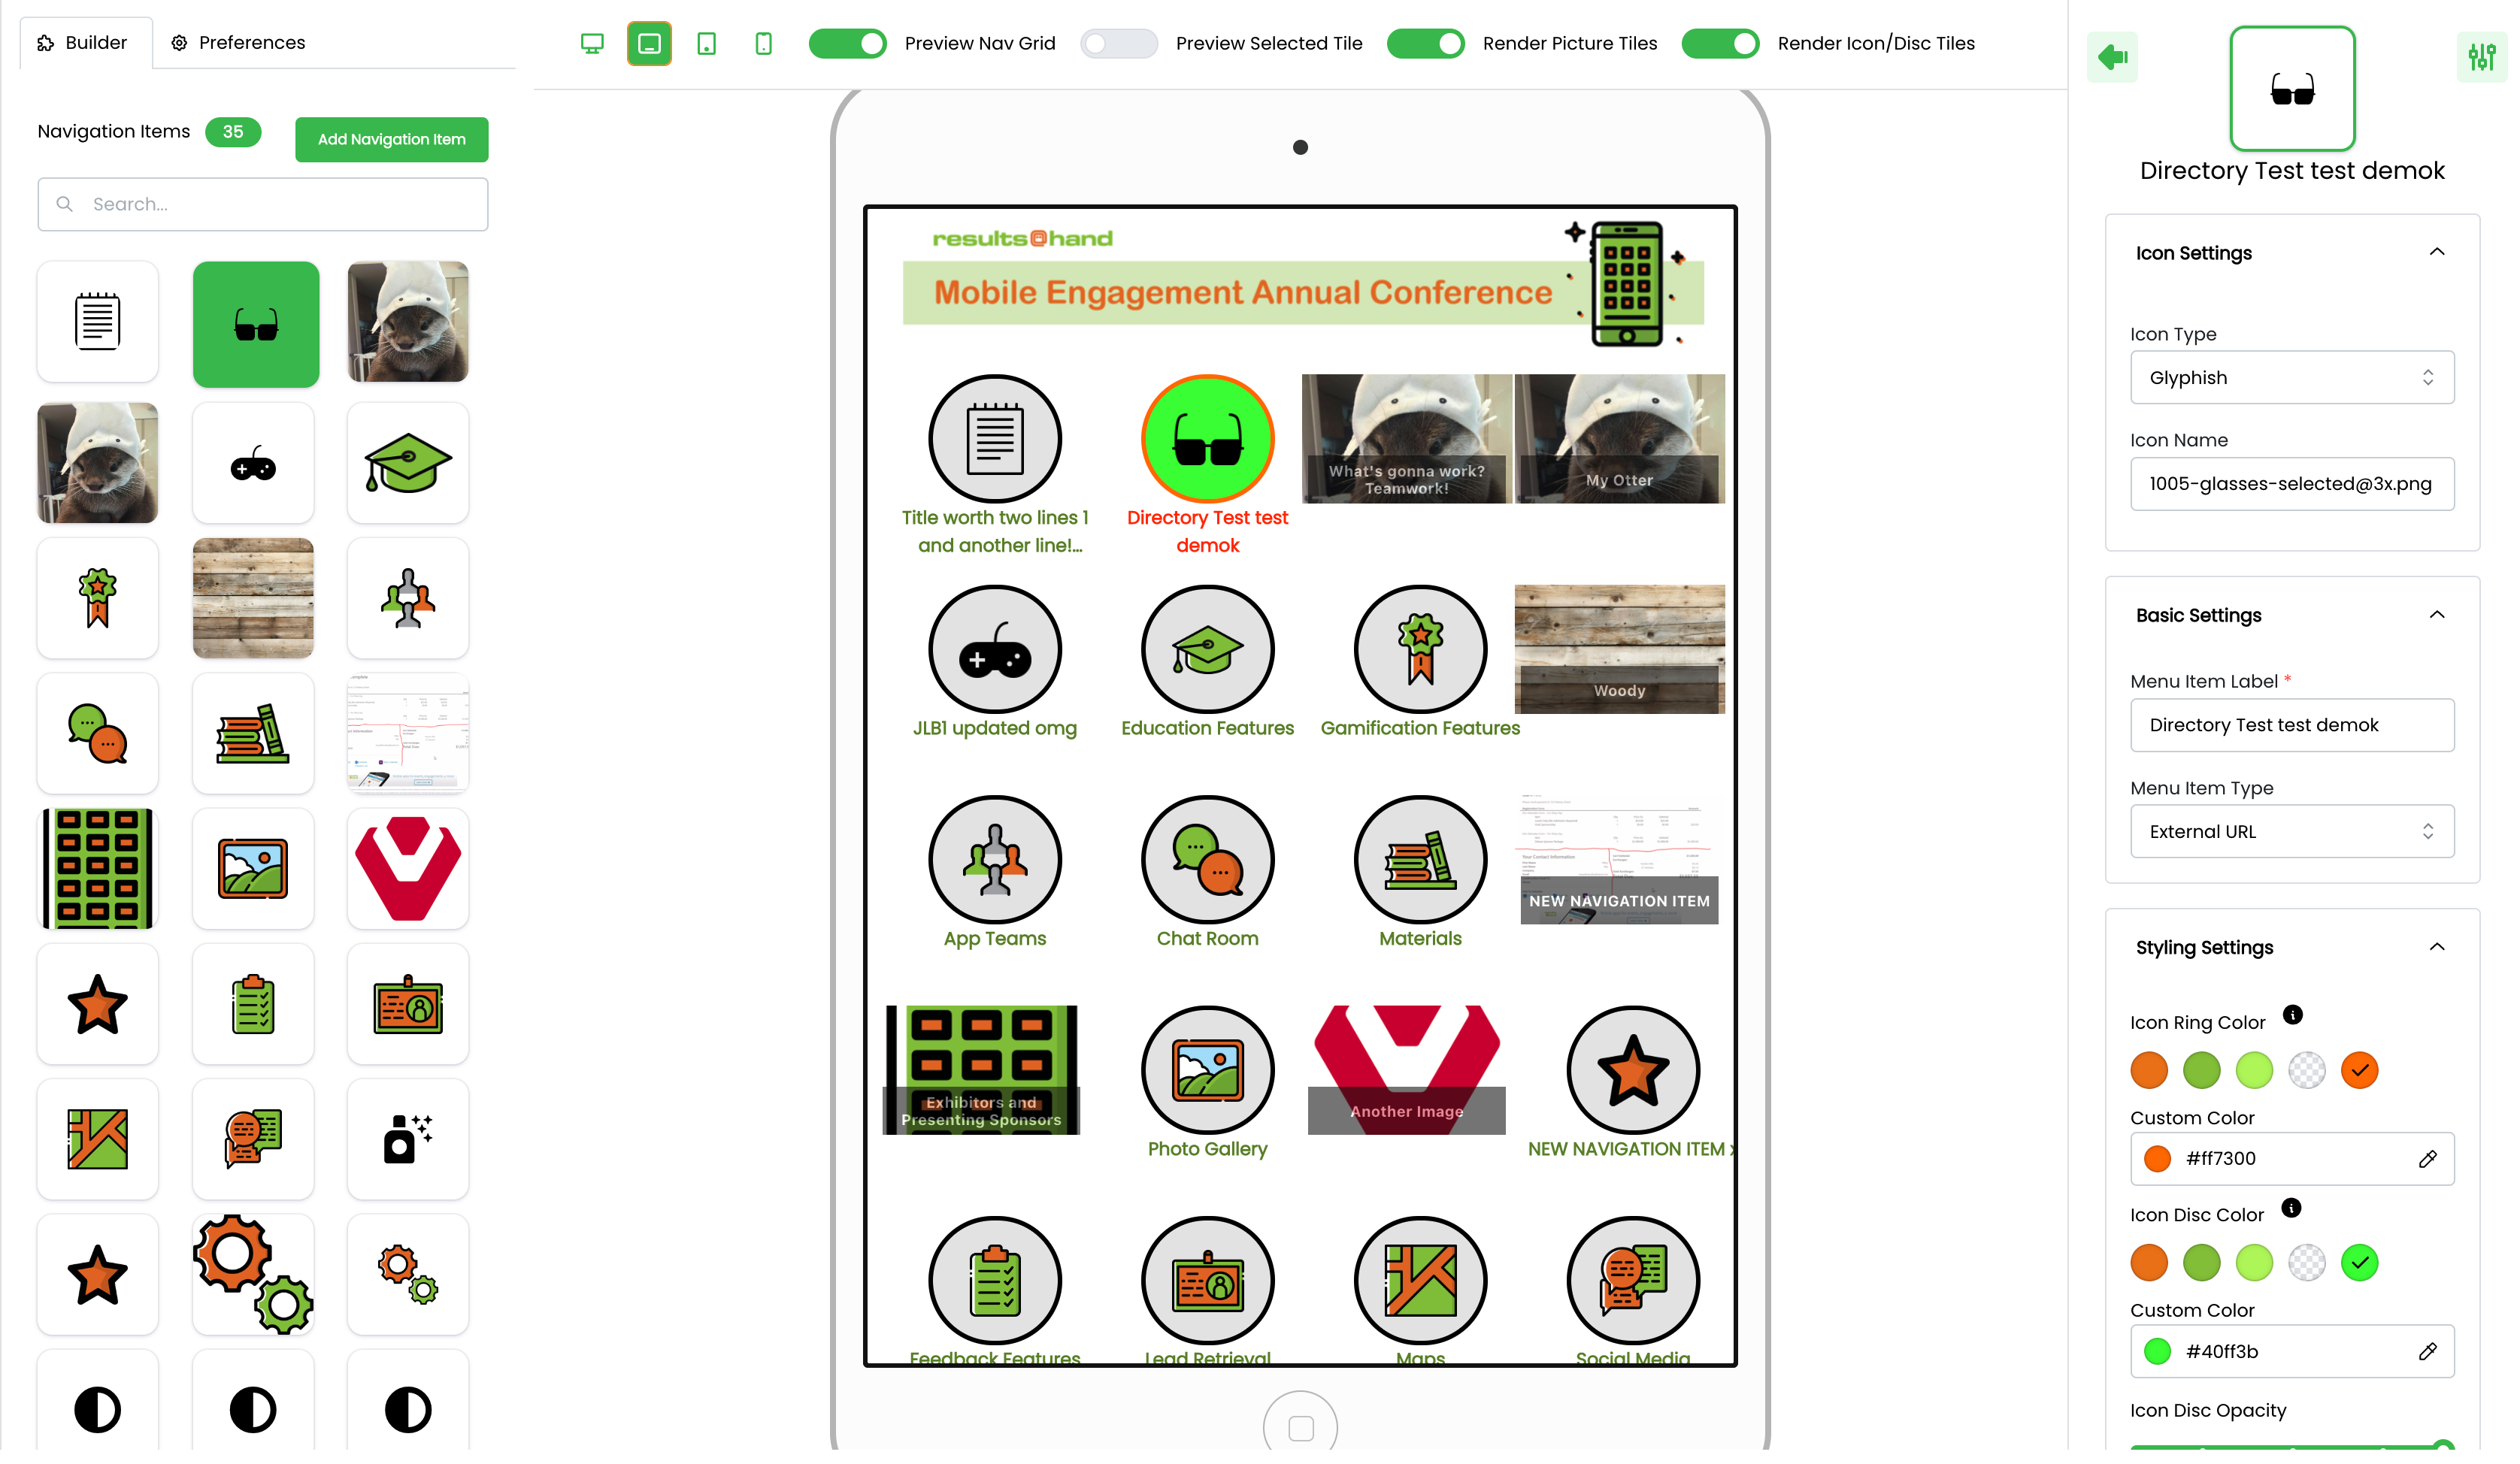 Builder
Preferences
Preview Nav Grid
Preview Selected Tile
Render Picture Tiles
Render Icon/Disc Tiles
Navigation Items
35
Add Navigation Item
Search...
results@hand
Mobile Engagement Annual Conference
Title worth two lines 1
and another line!...
Directory Test test
demok
What's gonna work?
Teamwork!
My Otter
JLB1 updated omg
Education Features
Gamification Features
Woody
App Teams
Chat Room
Materials
Your Contact Information
NEW NAVIGATION ITEM
Exhibitors and
Presenting Sponsors
Photo Gallery
Another Image
NEW NAVIGATION ITEM
Feedback Features
Lead Retrieval
Maps
Social Media
Directory Test test demok
Icon Settings
Icon Type
Glyphish
Icon Name
1005-glasses-selected@3x.png
Basic Settings
Menu Item Label *
Directory Test test demok
Menu Item Type
External URL
Styling Settings
Icon Ring Color
Custom Color
#ff7300
Icon Disc Color
Custom Color
#40ff3b
Icon Disc Opacity